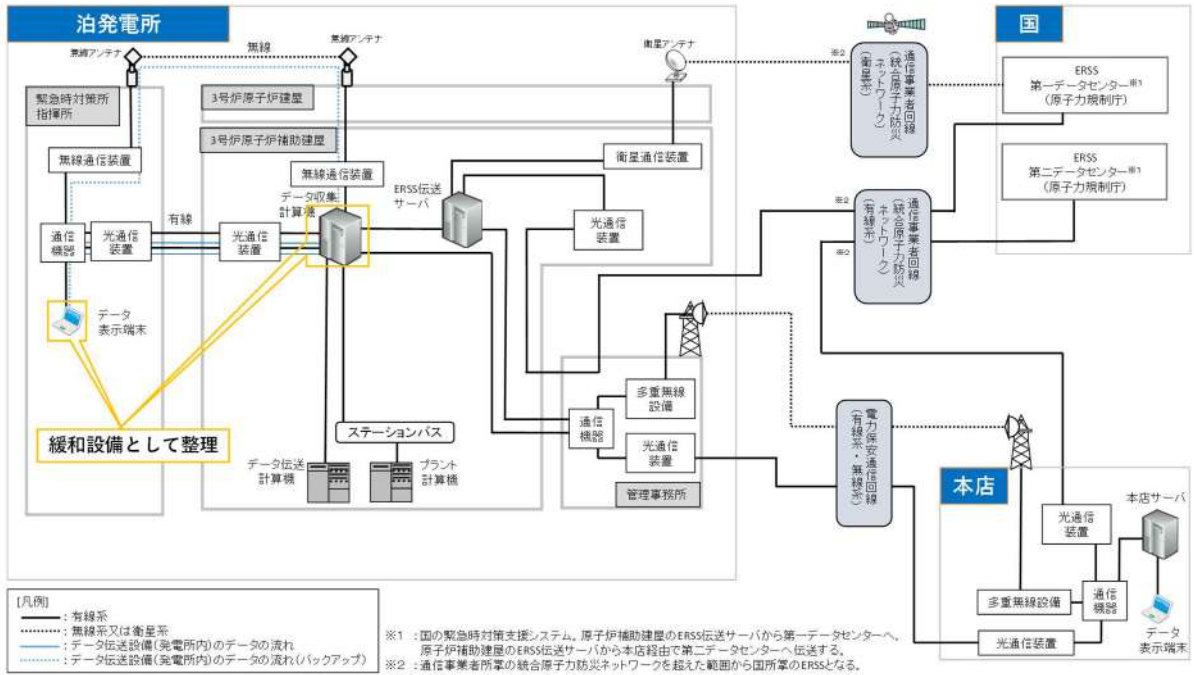 泊発電所
無線アンテナ
無線
無線アンテナ
衛星アンテナ
緊急時対策所
指揮所
3号炉原子炉建屋
3号炉原子炉補助建屋
無線通信装置
無線通信装置
衛星通信装置
データ収集
計算機
ERSS伝送
サーバ
有線
通信
機器
光通信
装置
光通信
装置
光通信
装置
データ
表示端末
緩和設備として整理
ステーションバス
データ伝送
計算機
プラント
計算機
多重無線
設備
通信
機器
光通信
装置
管理事務所
※2
通信事業者回線
(統合原子力防災
ネットワーク)
(衛星系)
※2
※2
通信事業者回線
(統合原子力防災
ネットワーク)
(有線系)
電力保安通信回線
(有線系・無線系)
国
ERSS
第一データセンター※1
(原子力規制庁)
ERSS
第二データセンター※1
(原子力規制庁)
本店
本店サーバ
光通信
装置
多重無線設備
通信
機器
光通信装置
データ
表示端末
[凡例]
:有線系
:無線系又は衛星系
:データ伝送設備(発電所内)のデータの流れ
:データ伝送設備(発電所内)のデータの流れ(バックアップ)
※1 :国の緊急時対策支援システム。原子炉補助建屋のERSS伝送サーバから第一データセンターへ、
原子炉補助建屋のERSS伝送サーバから本店経由で第二データセンターへ伝送する。
※2 :通信事業者所掌の統合原子力防災ネットワークを超えた範囲から国所掌のERSSとなる。